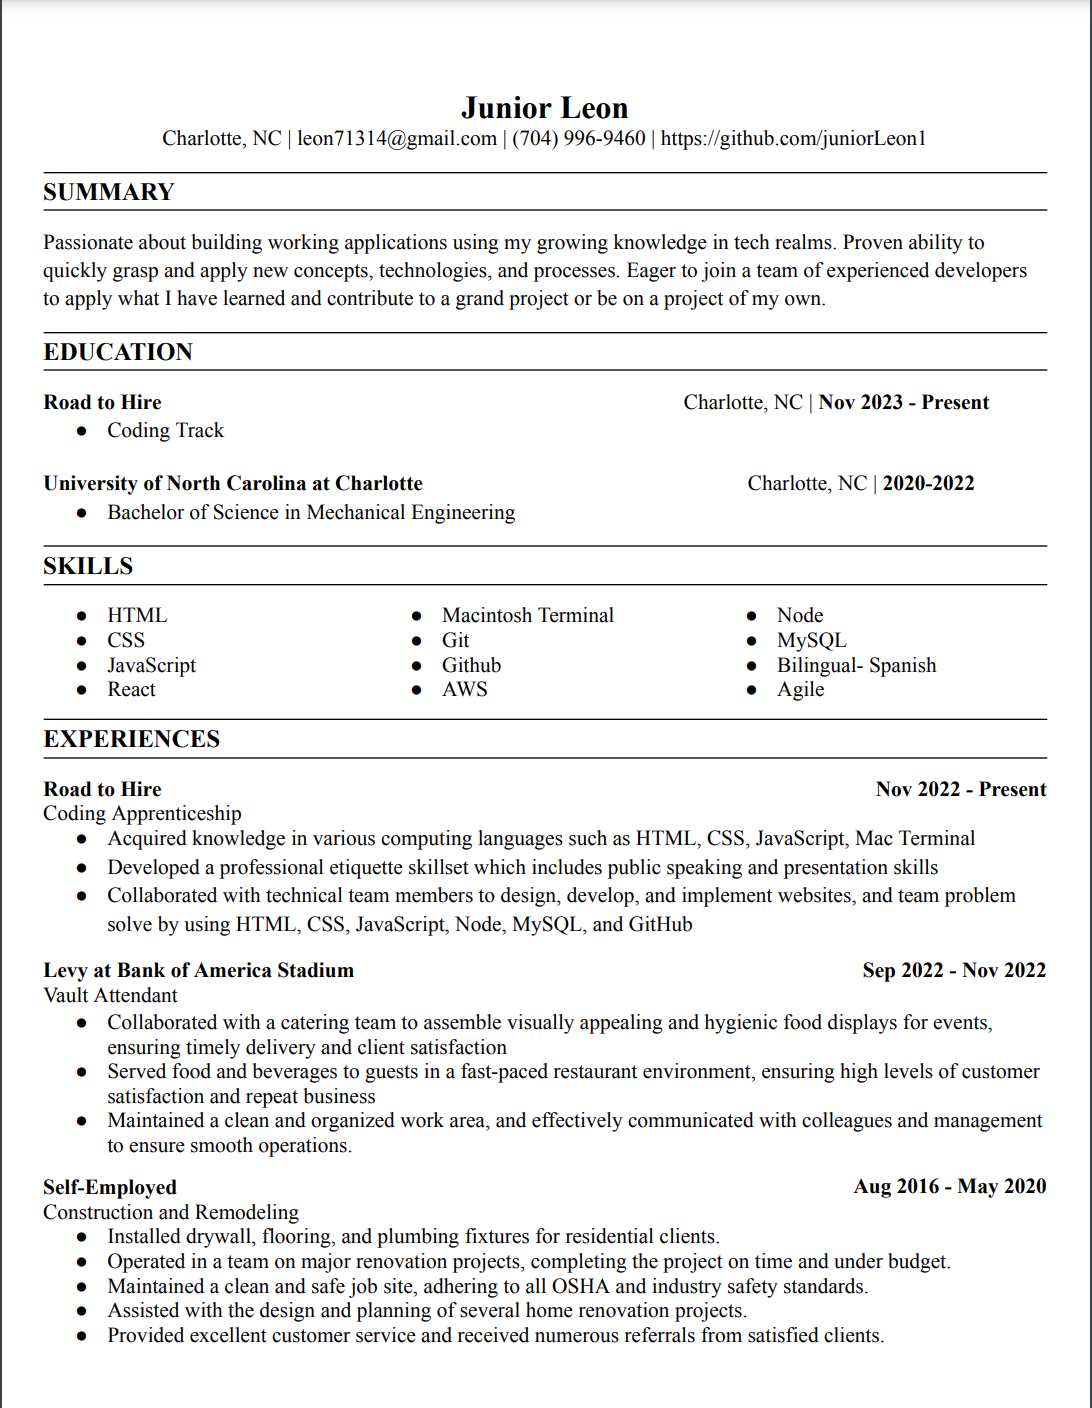 Junior Leon
Charlotte, NC | leon71314@gmail.com | (704) 996-9460 | https://github.com/juniorLeon1
SUMMARY
Passionate about building working applications using my growing knowledge in tech realms. Proven ability to
quickly grasp and apply new concepts, technologies, and processes. Eager to join a team of experienced developers
to apply what I have learned and contribute to a grand project or be on a project of my own.
EDUCATION
Road to Hire Charlotte, NC | Nov 2023 - Present
● Coding Track
University of North Carolina at Charlotte Charlotte, NC | 2020-2022
● Bachelor of Science in Mechanical Engineering
SKILLS
● HTML
● CSS
● JavaScript
● React
● Macintosh Terminal
● Git
● Github
● AWS
● Node
● MySQL
● Bilingual- Spanish
● Agile
EXPERIENCES
Road to Hire Nov 2022 - Present
Coding Apprenticeship
● Acquired knowledge in various computing languages such as HTML, CSS, JavaScript, Mac Terminal
● Developed a professional etiquette skillset which includes public speaking and presentation skills
● Collaborated with technical team members to design, develop, and implement websites, and team problem
solve by using HTML, CSS, JavaScript, Node, MySQL, and GitHub
Levy at Bank of America Stadium Sep 2022 - Nov 2022
Vault Attendant
● Collaborated with a catering team to assemble visually appealing and hygienic food displays for events,
ensuring timely delivery and client satisfaction
● Served food and beverages to guests in a fast-paced restaurant environment, ensuring high levels of customer
satisfaction and repeat business
● Maintained a clean and organized work area, and effectively communicated with colleagues and management
to ensure smooth operations.
Self-Employed Aug 2016 - May 2020
Construction and Remodeling
● Installed drywall, flooring, and plumbing fixtures for residential clients.
● Operated in a team on major renovation projects, completing the project on time and under budget.
● Maintained a clean and safe job site, adhering to all OSHA and industry safety standards.
● Assisted with the design and planning of several home renovation projects.
● Provided excellent customer service and received numerous referrals from satisfied clients.